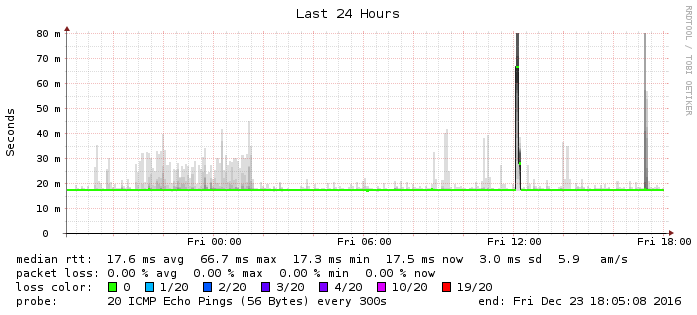 Last 24 Hours
RRDTOOL / TOBI OETIKER
Seconds
80 m
70 m
60 m
50 m
40 m
30 m
20 m
10 m
0
Fri 00:00 Fri 06:00 Fri 12:00 Fri 18:00
median rtt: 17.6 ms avg 66.7 ms max 17.3 ms min 17.5 ms now 3.0 ms sd 5.9 am/s
packet loss: 0.00 % avg 0.00 % max 0.00 % min 0.00 % now
loss color: 0 1/20 2/20 3/20 4/20 10/20 19/20
probe: 20 ICMP Echo Pings (56 Bytes) every 300s end: Fri Dec 23 18:05:08 2016